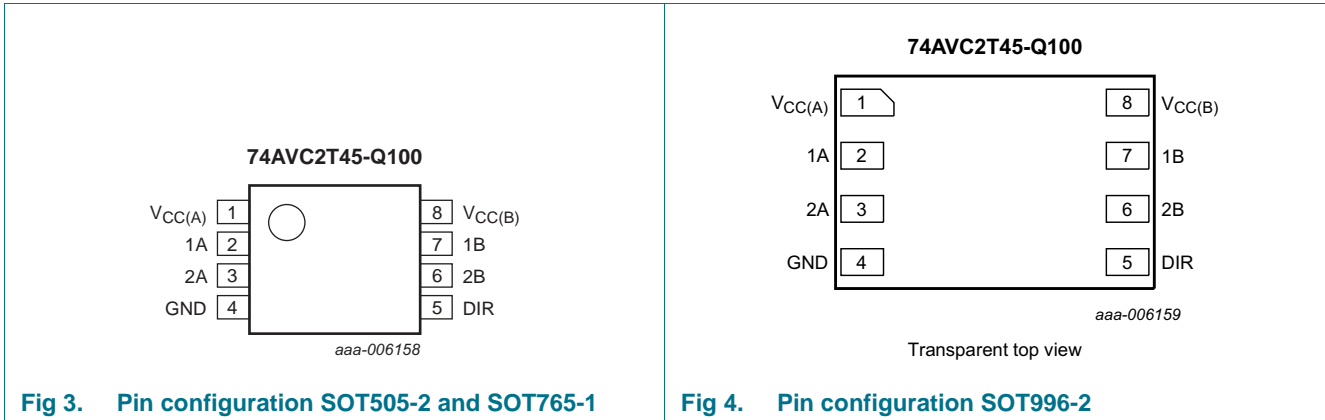 74AVC2T45-Q100
VCC(A) 1 8 VCC(B)
1A 2 7 1B
2A 3 6 2B
GND 4 5 DIR
aaa-006158
Fig 3. Pin configuration SOT505-2 and SOT765-1
74AVC2T45-Q100
VCC(A) 1 8 VCC(B)
1A 2 7 1B
2A 3 6 2B
GND 4 5 DIR
aaa-006159
Transparent top view
Fig 4. Pin configuration SOT996-2